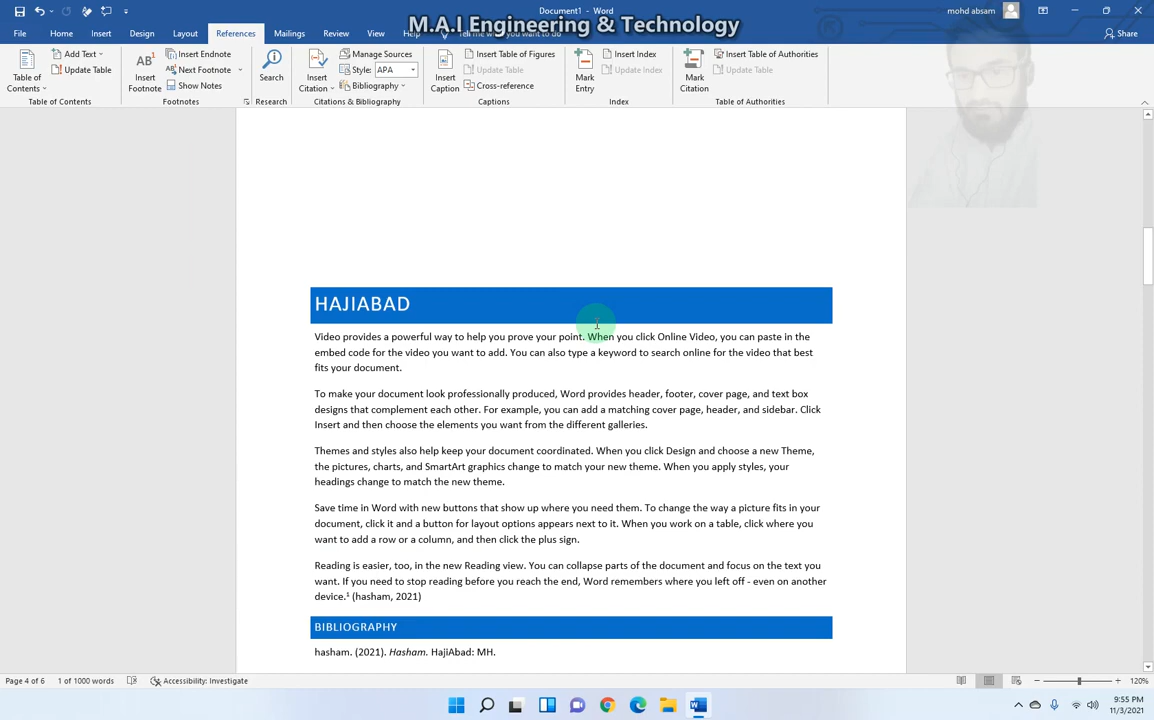 Document1 - Word
mohd absam
M.A.I Engineering & Technology
File Home Insert Design Layout References Mailings Review View Help Tell me what you want to do Share
Table of Contents
Add Text
Update Table
Table of Contents
AB¹ Insert Footnote
Insert Endnote
Next Footnote
Show Notes
Footnotes
Search
Research
Insert Citation
Manage Sources
Style: APA
Bibliography
Citations & Bibliography
Insert Caption
Insert Table of Figures
Update Table
Cross-reference
Captions
Mark Entry
Insert Index
Update Index
Index
Mark Citation
Insert Table of Authorities
Update Table
Table of Authorities
HAJIABAD
Video provides a powerful way to help you prove your point. When you click Online Video, you can paste in the
embed code for the video you want to add. You can also type a keyword to search online for the video that best
fits your document.
To make your document look professionally produced, Word provides header, footer, cover page, and text box
designs that complement each other. For example, you can add a matching cover page, header, and sidebar. Click
Insert and then choose the elements you want from the different galleries.
Themes and styles also help keep your document coordinated. When you click Design and choose a new Theme,
the pictures, charts, and SmartArt graphics change to match your new theme. When you apply styles, your
headings change to match the new theme.
Save time in Word with new buttons that show up where you need them. To change the way a picture fits in your
document, click it and a button for layout options appears next to it. When you work on a table, click where you
want to add a row or a column, and then click the plus sign.
Reading is easier, too, in the new Reading view. You can collapse parts of the document and focus on the text you
want. If you need to stop reading before you reach the end, Word remembers where you left off - even on another
device.¹ (hasham, 2021)
BIBLIOGRAPHY
hasham. (2021). Hasham. HajiAbad: MH.
Page 4 of 6 1 of 1000 words Accessibility: Investigate 120%
9:55 PM
11/3/2021